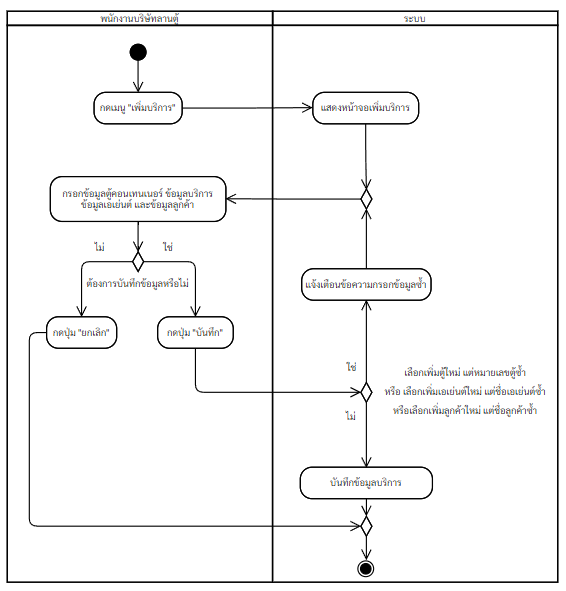 พนักงานบริษัทลานตู้
ระบบ
กดเมนู "เพิ่มบริการ"
แสดงหน้าจอเพิ่มบริการ
กรอกข้อมูลตู้คอนเทนเนอร์ ข้อมูลบริการ
ข้อมูลเอเย่นต์ และข้อมูลลูกค้า
ไม่
ใช่
ต้องการบันทึกข้อมูลหรือไม่
แจ้งเตือนข้อความกรอกข้อมูลซ้ำ
กดปุ่ม "ยกเลิก"
กดปุ่ม "บันทึก"
ใช่
เลือกเพิ่มตู้ใหม่ แต่หมายเลขตู้ซ้ำ
หรือ เลือกเพิ่มเอเย่นต์ใหม่ แต่ชื่อเอเย่นต์ซ้ำ
หรือเลือกเพิ่มลูกค้าใหม่ แต่ชื่อลูกค้าซ้ำ
ไม่
บันทึกข้อมูลบริการ